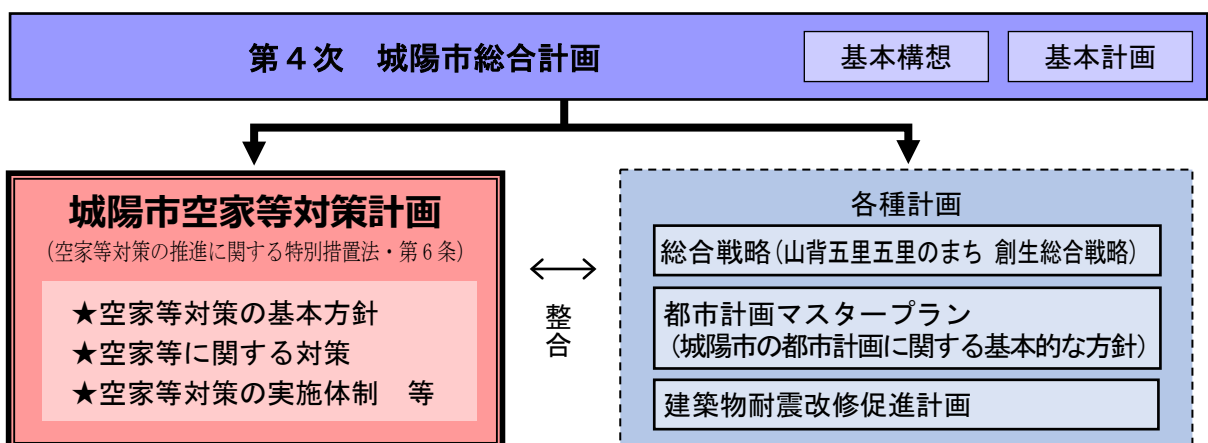 第４次　城陽市総合計画
基本構想
基本計画
城陽市空家等対策計画
（空家等対策の推進に関する特別措置法・第６条）
★空家等対策の基本方針
★空家等に関する対策
★空家等対策の実施体制　等
整合
各種計画
総合戦略（山背五里五里のまち 創生総合戦略）
都市計画マスタープラン
（城陽市の都市計画に関する基本的な方針）
建築物耐震改修促進計画